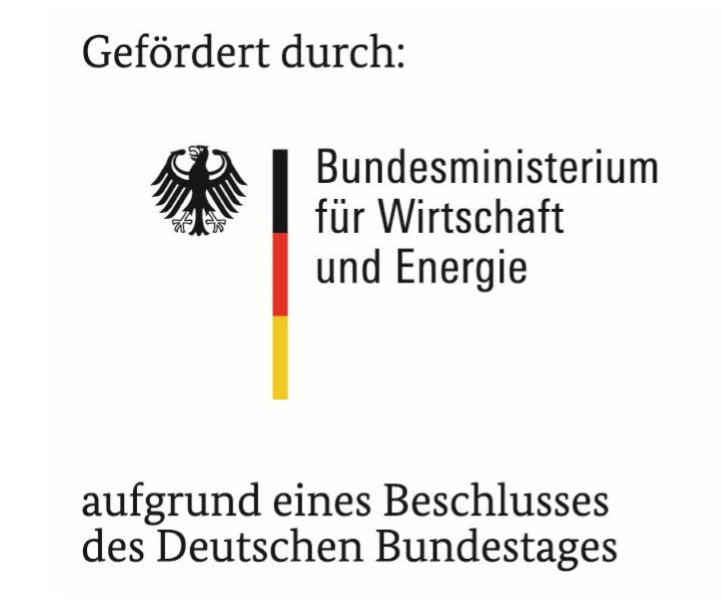 Gefördert durch:
Bundesministerium
für Wirtschaft
und Energie
aufgrund eines Beschlusses
des Deutschen Bundestages